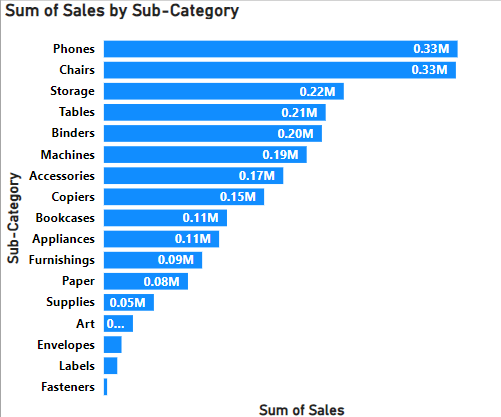 Sum of Sales by Sub-Category
Sub-Category
Phones 0.33M
Chairs 0.33M
Storage 0.22M
Tables 0.21M
Binders 0.20M
Machines 0.19M
Accessories 0.17M
Copiers 0.15M
Bookcases 0.11M
Appliances 0.11M
Furnishings 0.09M
Paper 0.08M
Supplies 0.05M
Art 0...
Envelopes
Labels
Fasteners
Sum of Sales